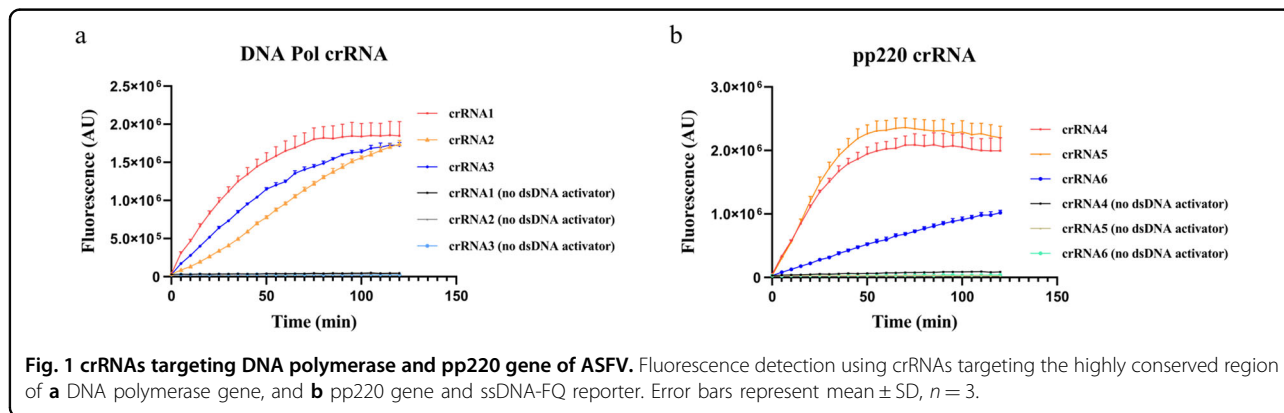 a
DNA Pol crRNA
Fluorescence (AU)
2.5×10⁶
2.0×10⁶
1.5×10⁶
1.0×10⁶
5.0×10⁵
0
0
50
100
150
Time (min)
crRNA1
crRNA2
crRNA3
crRNA1 (no dsDNA activator)
crRNA2 (no dsDNA activator)
crRNA3 (no dsDNA activator)
b
pp220 crRNA
Fluorescence (AU)
3.0×10⁶
2.0×10⁶
1.0×10⁶
0
0
50
100
150
Time (min)
crRNA4
crRNA5
crRNA6
crRNA4 (no dsDNA activator)
crRNA5 (no dsDNA activator)
crRNA6 (no dsDNA activator)
Fig. 1 crRNAs targeting DNA polymerase and pp220 gene of ASFV. Fluorescence detection using crRNAs targeting the highly conserved region
of a DNA polymerase gene, and b pp220 gene and ssDNA-FQ reporter. Error bars represent mean ± SD, n = 3.